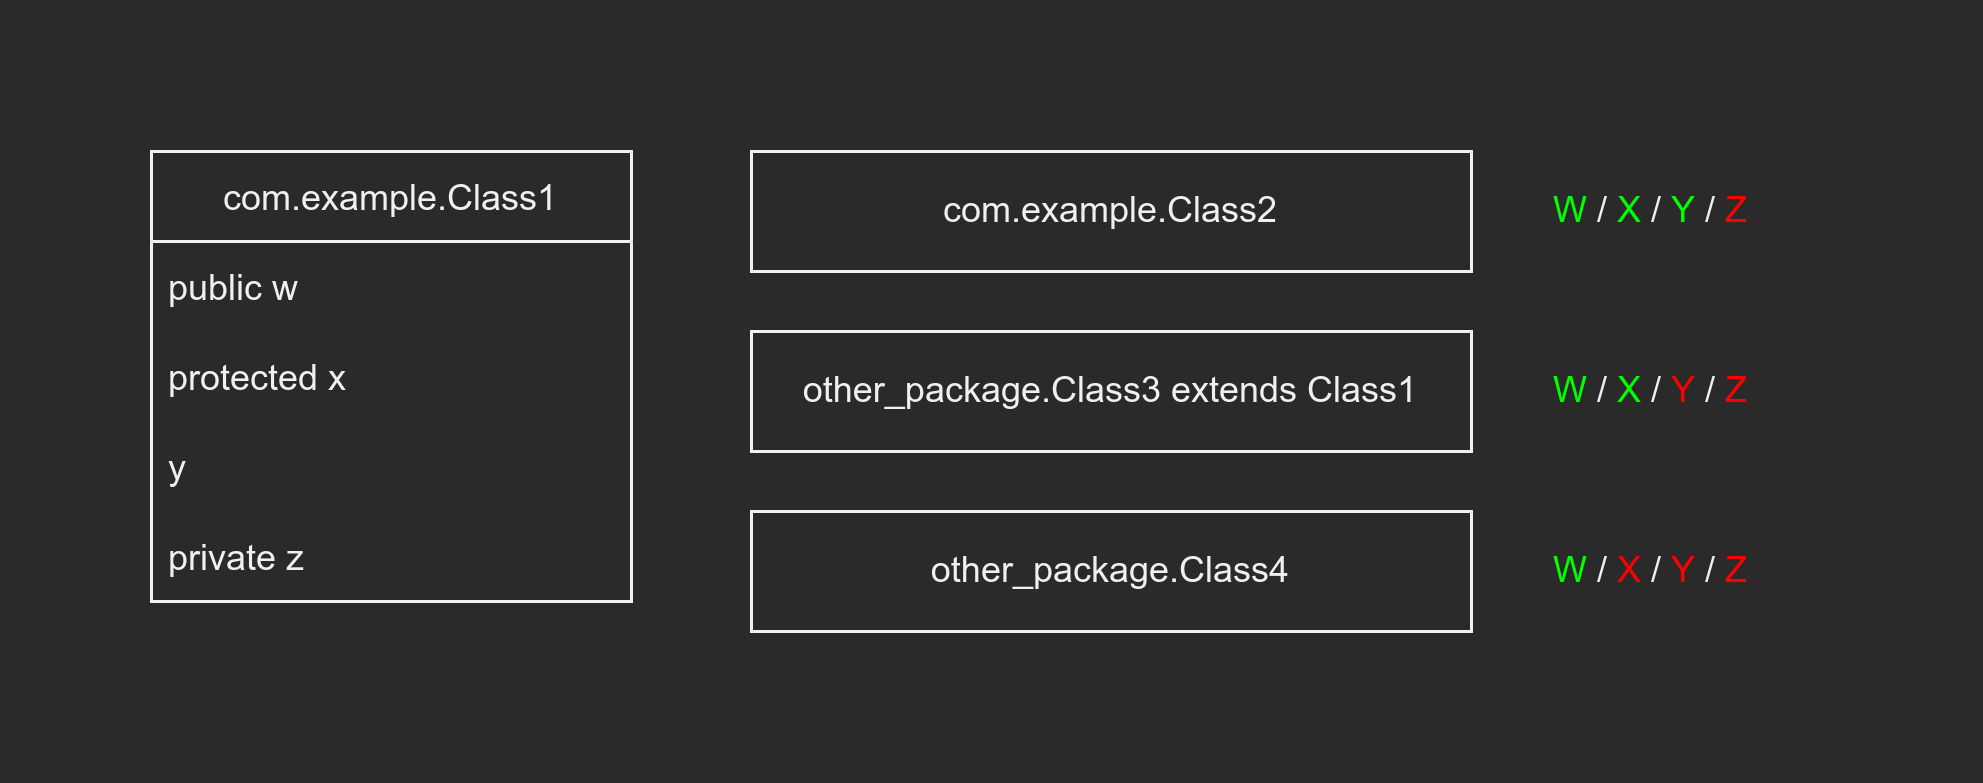 com.example.Class1
public w
protected x
y
private z
com.example.Class2
W / X / Y / Z
other_package.Class3 extends Class1
W / X / Y / Z
other_package.Class4
W / X / Y / Z